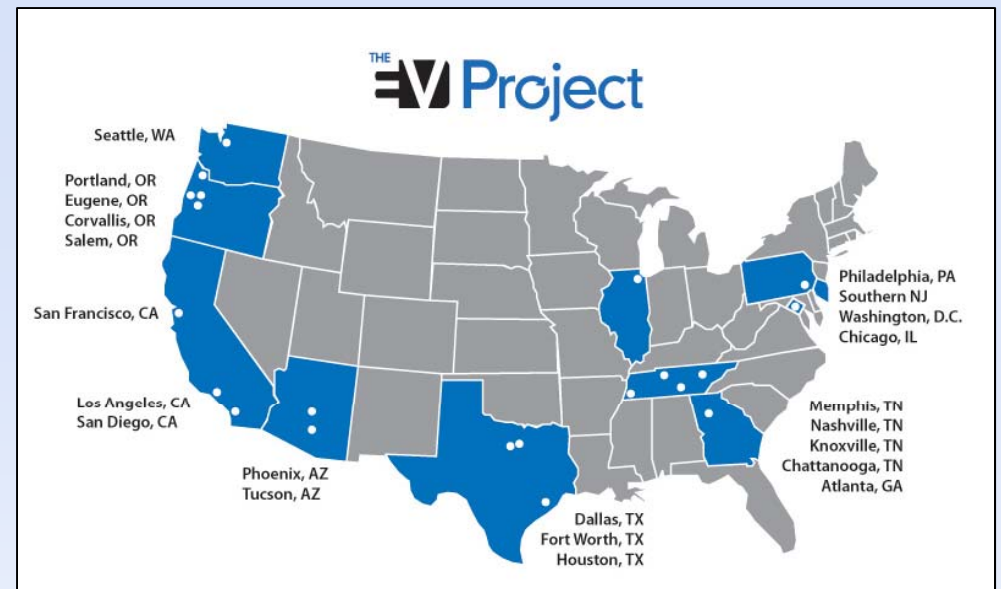 THE
EV Project
Seattle, WA
Portland, OR
Eugene, OR
Corvallis, OR
Salem, OR
San Francisco, CA
Los Angeles, CA
San Diego, CA
Phoenix, AZ
Tucson, AZ
Dallas, TX
Fort Worth, TX
Houston, TX
Philadelphia, PA
Southern NJ
Washington, D.C.
Chicago, IL
Memphis, TN
Nashville, TN
Knoxville, TN
Chattanooga, TN
Atlanta, GA